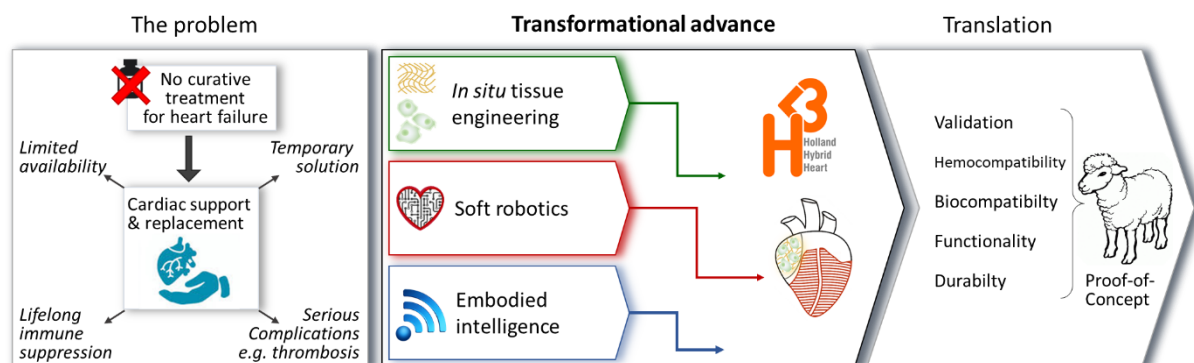 The problem
No curative
treatment
for heart failure
Limited
availability
Temporary
solution
Cardiac support
& replacement
Lifelong
immune
suppression
Serious
Complications
e.g. thrombosis
Transformational advance
In situ tissue
engineering
Soft robotics
Embodied
intelligence
H3
Holland
Hybrid
Heart
Translation
Validation
Hemocompatibility
Biocompatibilty
Functionality
Durabilty
Proof-of-
Concept